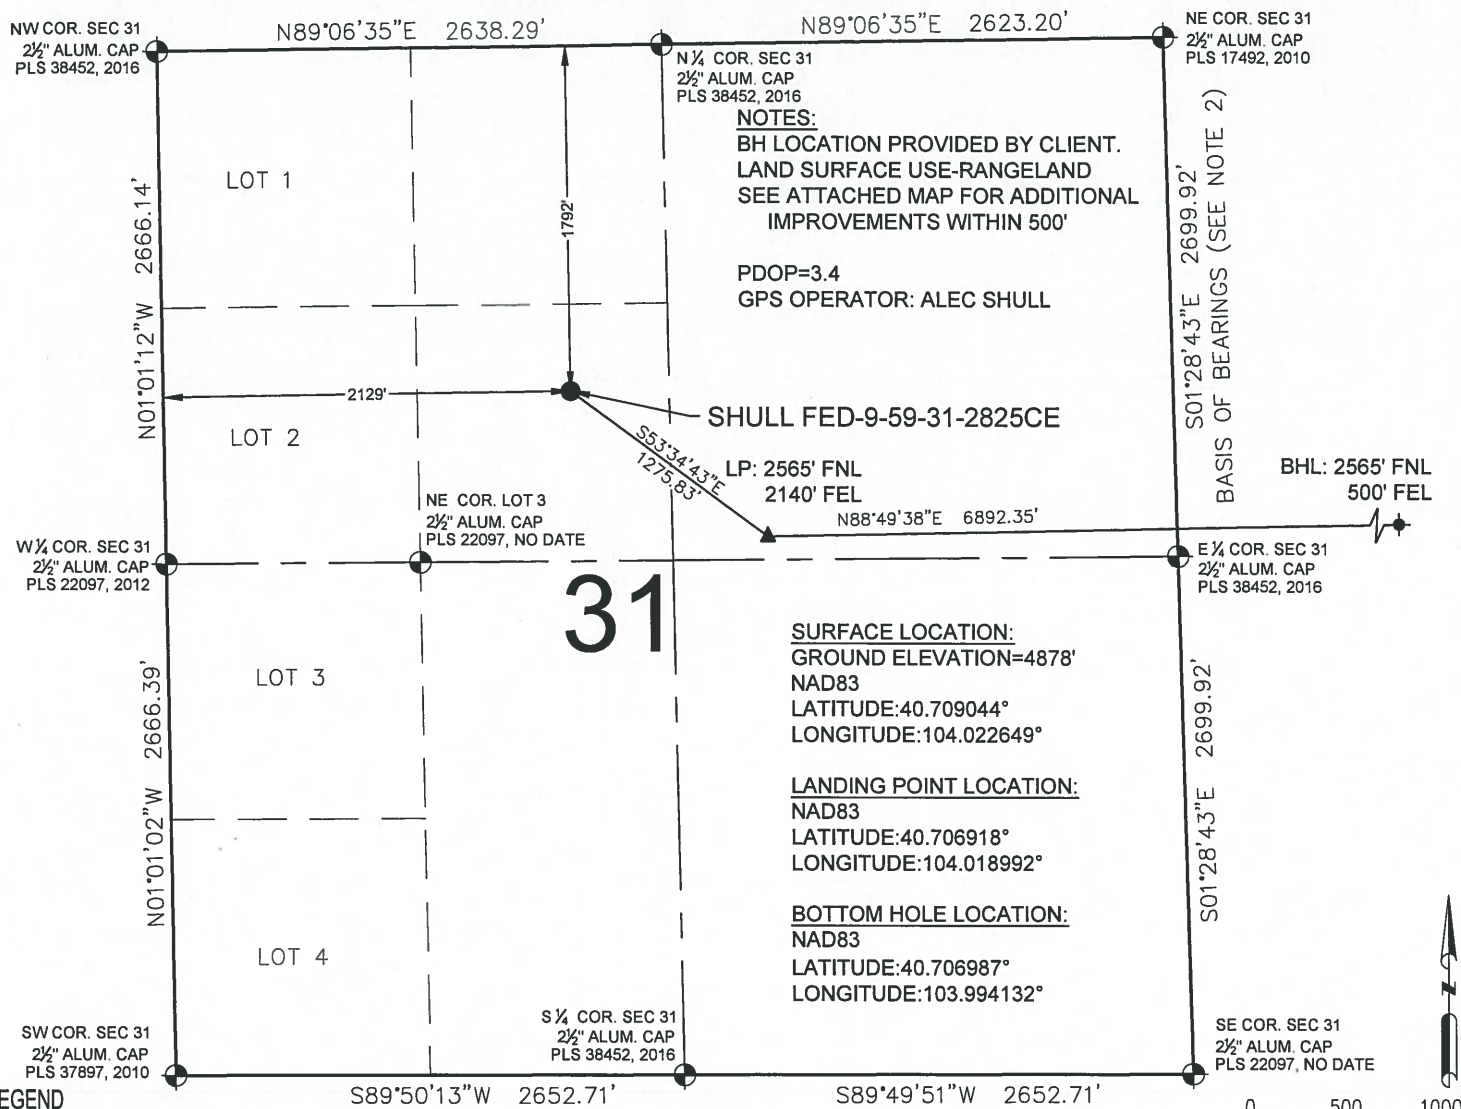 NW COR. SEC 31
2½" ALUM. CAP
PLS 38452, 2016
N89°06'35"E 2638.29'
N89°06'35"E 2623.20'
NE COR. SEC 31
2½" ALUM. CAP
PLS 17492, 2010
N ¼ COR. SEC 31
2½" ALUM. CAP
PLS 38452, 2016
NOTES:
BH LOCATION PROVIDED BY CLIENT.
LAND SURFACE USE-RANGELAND
SEE ATTACHED MAP FOR ADDITIONAL
IMPROVEMENTS WITHIN 500'
PDOP=3.4
GPS OPERATOR: ALEC SHULL
LOT 1
1792'
N01°01'12"W 2666.14'
S01°28'43"E 2699.92'
BASIS OF BEARINGS (SEE NOTE 2)
2129'
SHULL FED-9-59-31-2825CE
LOT 2
S53°34'43"E
1275.83'
LP: 2565' FNL
2140' FEL
BHL: 2565' FNL
500' FEL
N88°49'38"E 6892.35'
NE COR. LOT 3
2½" ALUM. CAP
PLS 22097, NO DATE
W ¼ COR. SEC 31
2½" ALUM. CAP
PLS 22097, 2012
E ¼ COR. SEC 31
2½" ALUM. CAP
PLS 38452, 2016
31
SURFACE LOCATION:
GROUND ELEVATION=4878'
NAD83
LATITUDE:40.709044°
LONGITUDE:104.022649°
LOT 3
N01°01'02"W 2666.39'
S01°28'43"E 2699.92'
LANDING POINT LOCATION:
NAD83
LATITUDE:40.706918°
LONGITUDE:104.018992°
BOTTOM HOLE LOCATION:
NAD83
LATITUDE:40.706987°
LONGITUDE:103.994132°
LOT 4
N
SW COR. SEC 31
2½" ALUM. CAP
PLS 37897, 2010
S ¼ COR. SEC 31
2½" ALUM. CAP
PLS 38452, 2016
SE COR. SEC 31
2½" ALUM. CAP
PLS 22097, NO DATE
EGEND
S89°50'13"W 2652.71'
S89°49'51"W 2652.71'
0 500 1000